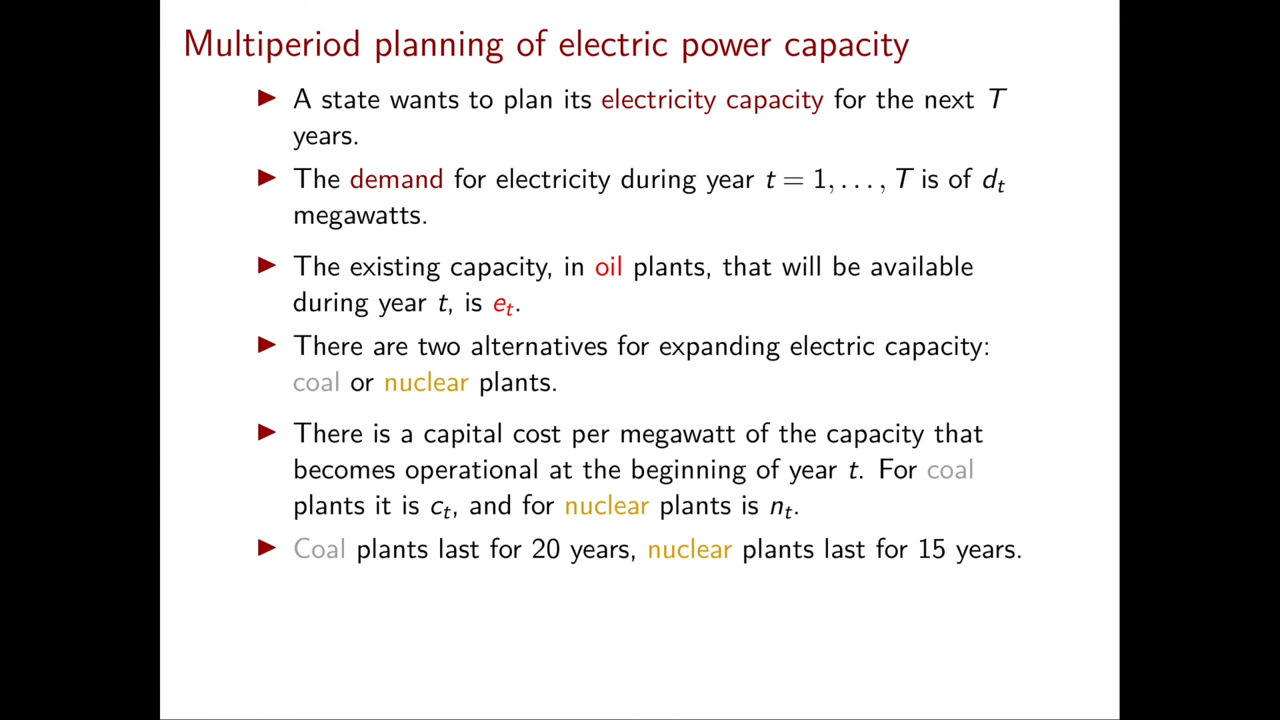 Multiperiod planning of electric power capacity
▶ A state wants to plan its electricity capacity for the next T
years.
▶ The demand for electricity during year t = 1, . . . , T is of d_t
megawatts.
▶ The existing capacity, in oil plants, that will be available
during year t, is e_t.
▶ There are two alternatives for expanding electric capacity:
coal or nuclear plants.
▶ There is a capital cost per megawatt of the capacity that
becomes operational at the beginning of year t. For coal
plants it is c_t, and for nuclear plants is n_t.
▶ Coal plants last for 20 years, nuclear plants last for 15 years.